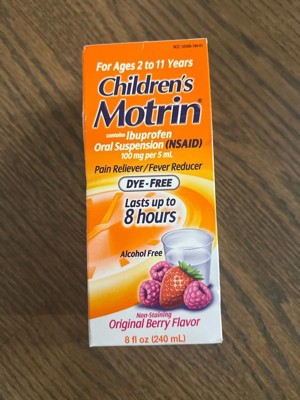 For Ages 2 to 11 Years
Children's
Motrin®
contains Ibuprofen
Oral Suspension (NSAID)
100 mg per 5 mL
Pain Reliever/Fever Reducer
DYE-FREE
Lasts up to
8 hours
Alcohol Free
Non-Staining
Original Berry Flavor
8 fl oz (240 mL)